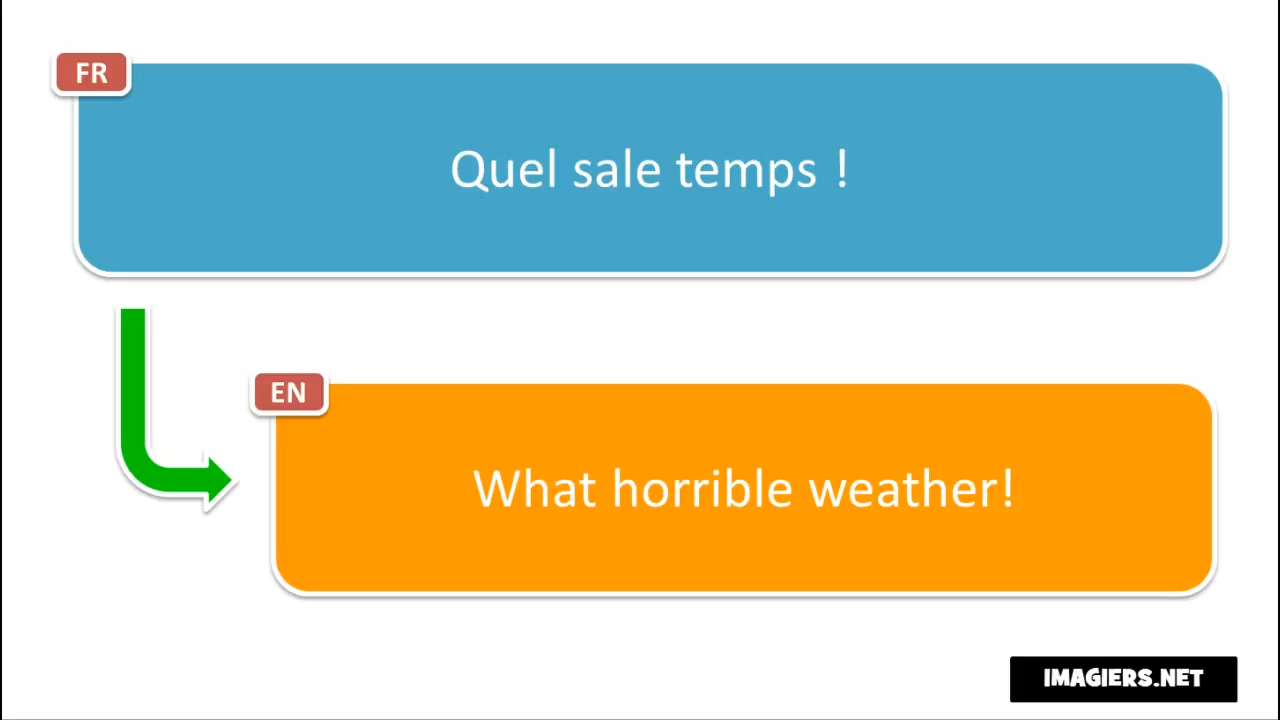 FR
Quel sale temps !
EN
What horrible weather!
IMAGIERS.NET